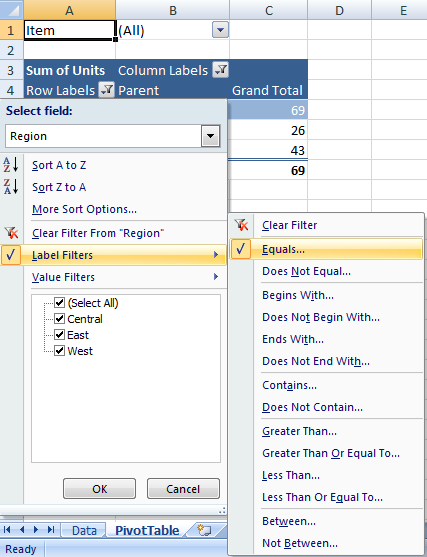 A B C D E
1 Item (All)
2
3 Sum of Units Column Labels
4 Row Labels Parent Grand Total
69
26
43
69
Select field:
Region
Sort A to Z
Sort Z to A
More Sort Options...
Clear Filter From "Region"
Label Filters
Value Filters
(Select All)
Central
East
West
OK Cancel
Clear Filter
Equals...
Does Not Equal...
Begins With...
Does Not Begin With...
Ends With...
Does Not End With...
Contains...
Does Not Contain...
Greater Than...
Greater Than Or Equal To...
Less Than...
Less Than Or Equal To...
Between...
Not Between...
Data PivotTable
Ready